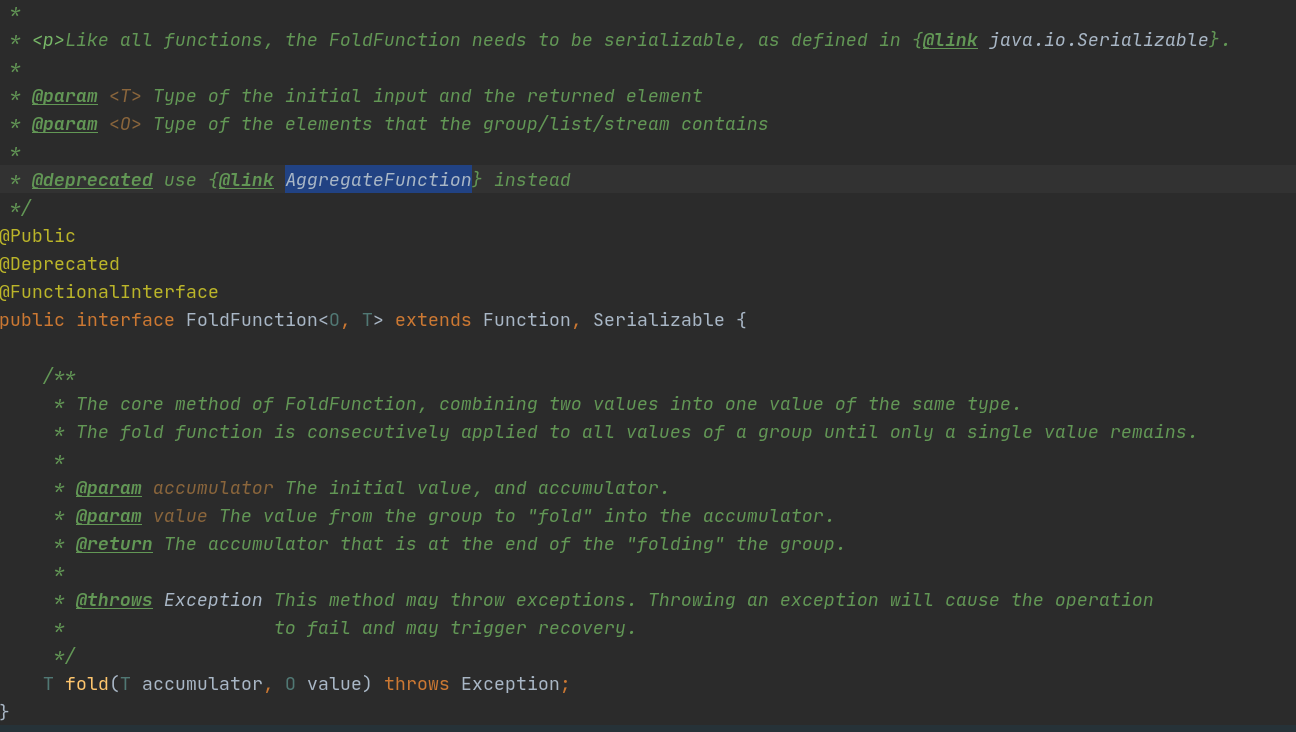 *
* <p>Like all functions, the FoldFunction needs to be serializable, as defined in {@link java.io.Serializable}.
*
* @param <T> Type of the initial input and the returned element
* @param <O> Type of the elements that the group/list/stream contains
*
* @deprecated use {@link AggregateFunction} instead
*/
@Public
@Deprecated
@FunctionalInterface
public interface FoldFunction<O, T> extends Function, Serializable {
/**
* The core method of FoldFunction, combining two values into one value of the same type.
* The fold function is consecutively applied to all values of a group until only a single value remains.
*
* @param accumulator The initial value, and accumulator.
* @param value The value from the group to "fold" into the accumulator.
* @return The accumulator that is at the end of the "folding" the group.
*
* @throws Exception This method may throw exceptions. Throwing an exception will cause the operation
* to fail and may trigger recovery.
*/
T fold(T accumulator, O value) throws Exception;
}